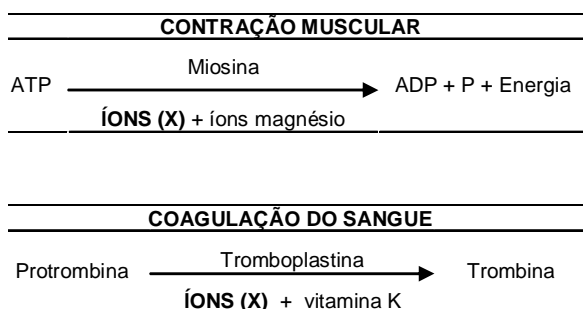 CONTRAÇÃO MUSCULAR
Miosina
ATP ADP + P + Energia
ÍONS (X) + íons magnésio
COAGULAÇÃO DO SANGUE
Tromboplastina
Protrombina Trombina
ÍONS (X) + vitamina K